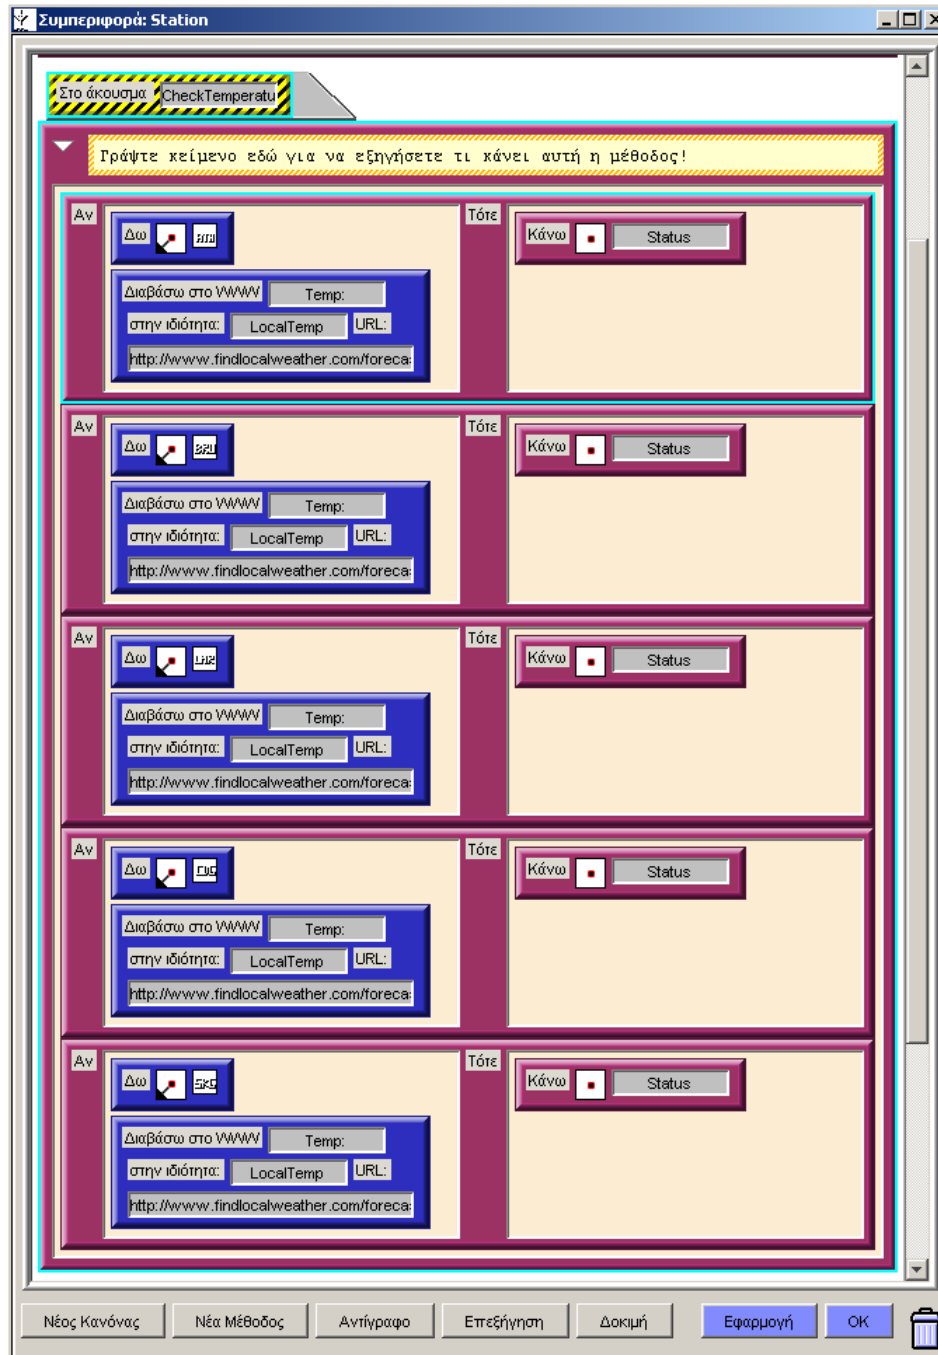 Συμπεριφορά: Station
Στο άκουσμα CheckTemperatu
Γράψτε κείμενο εδώ για να εξηγήσετε τι κάνει αυτή η μέθοδος!
Αν Δω Τότε Κάνω Status
Διαβάσω στο WWW Temp:
στην ιδιότητα: LocalTemp URL:
http://www.findlocalweather.com/foreca
Αν Δω BRU Τότε Κάνω Status
Διαβάσω στο WWW Temp:
στην ιδιότητα: LocalTemp URL:
http://www.findlocalweather.com/foreca
Αν Δω LHR Τότε Κάνω Status
Διαβάσω στο WWW Temp:
στην ιδιότητα: LocalTemp URL:
http://www.findlocalweather.com/foreca
Αν Δω CDG Τότε Κάνω Status
Διαβάσω στο WWW Temp:
στην ιδιότητα: LocalTemp URL:
http://www.findlocalweather.com/foreca
Αν Δω SKG Τότε Κάνω Status
Διαβάσω στο WWW Temp:
στην ιδιότητα: LocalTemp URL:
http://www.findlocalweather.com/foreca
Νέος Κανόνας Νέα Μέθοδος Αντίγραφο Επεξήγηση Δοκιμή Εφαρμογή OK